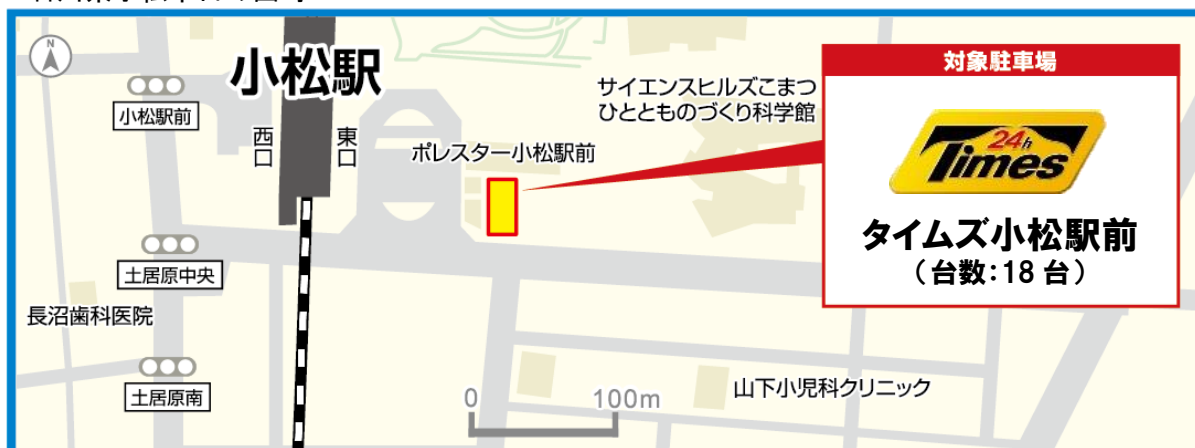 N
小松駅
対象駐車場
サイエンスヒルズこまつ
ひととものづくり科学館
24h
Times
小松駅前
西口
東口
ポレスター小松駅前
タイムズ小松駅前
(台数:18台)
土居原中央
長沼歯科医院
土居原南
0 100m
山下小児科クリニック